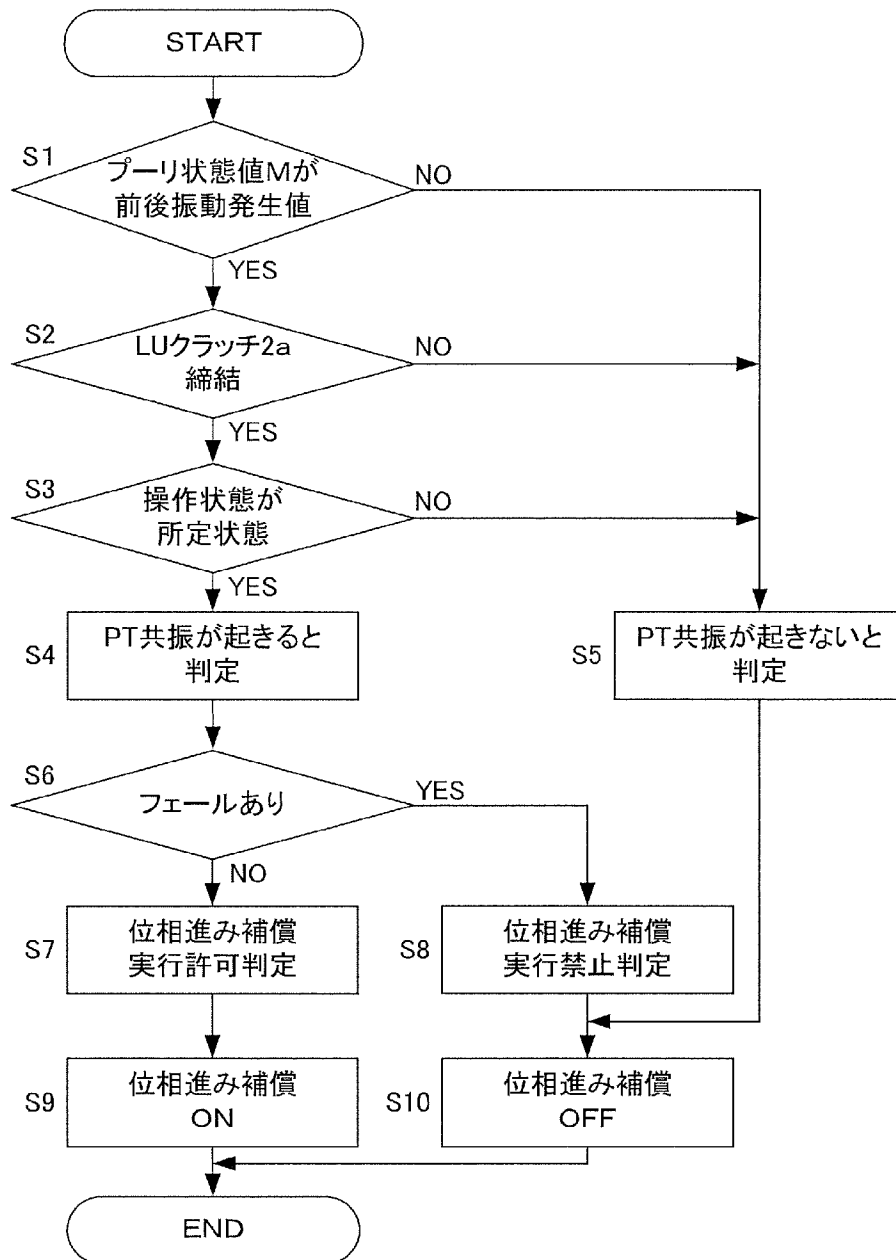 START
S1
プーリ状態値Mが
前後振動発生値
NO
YES
S2
LUクラッチ2a
締結
NO
YES
S3
操作状態が
所定状態
NO
YES
S4
PT共振が起きると
判定
S5
PT共振が起きないと
判定
S6
フェールあり
YES
NO
S7
位相進み補償
実行許可判定
S8
位相進み補償
実行禁止判定
S9
位相進み補償
ON
S10
位相進み補償
OFF
END